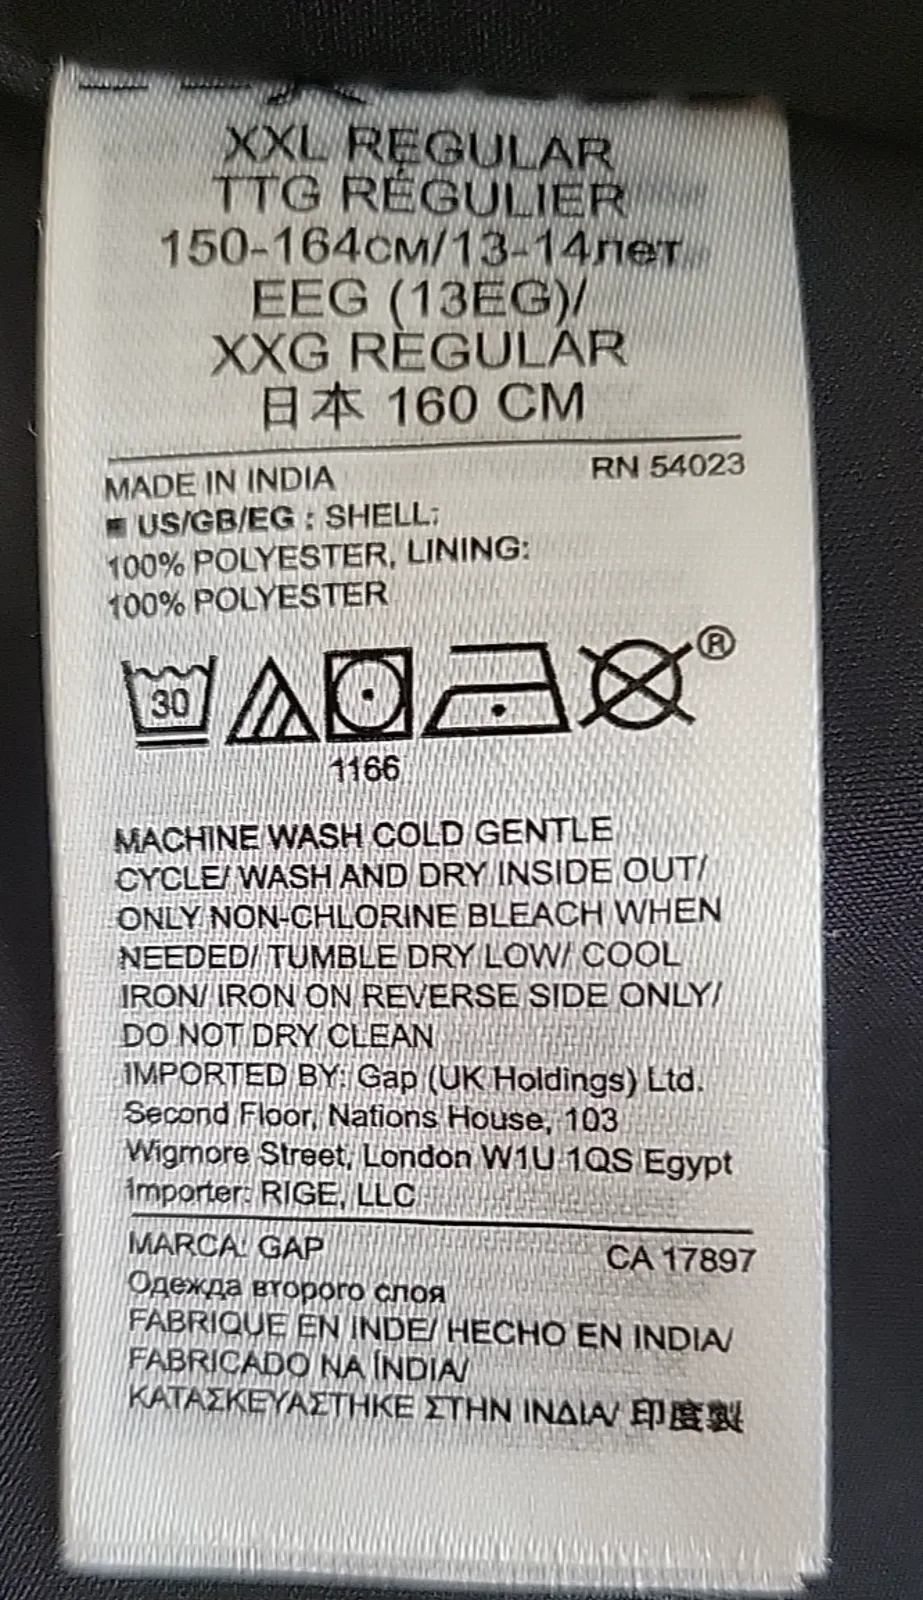 XXL REGULAR
TTG RÉGULIER
150-164см/13-14лет
EEG (13EG)/
XXG REGULAR
日本 160 CM
MADE IN INDIA RN 54023
US/GB/EG : SHELL:
100% POLYESTER, LINING:
100% POLYESTER
30
®
1166
MACHINE WASH COLD GENTLE
CYCLE/ WASH AND DRY INSIDE OUT/
ONLY NON-CHLORINE BLEACH WHEN
NEEDED/ TUMBLE DRY LOW/ COOL
IRON/ IRON ON REVERSE SIDE ONLY/
DO NOT DRY CLEAN
IMPORTED BY: Gap (UK Holdings) Ltd.
Second Floor, Nations House, 103
Wigmore Street, London W1U 1QS Egypt
Importer: RIGE, LLC
MARCA: GAP CA 17897
Одежда второго слоя
FABRIQUE EN INDE/ HECHO EN INDIA/
FABRICADO NA ÍNDIA/
ΚΑΤΑΣΚΕΥΑΣΤΗΚΕ ΣΤΗΝ ΙΝΔΙΑ/ 印度製